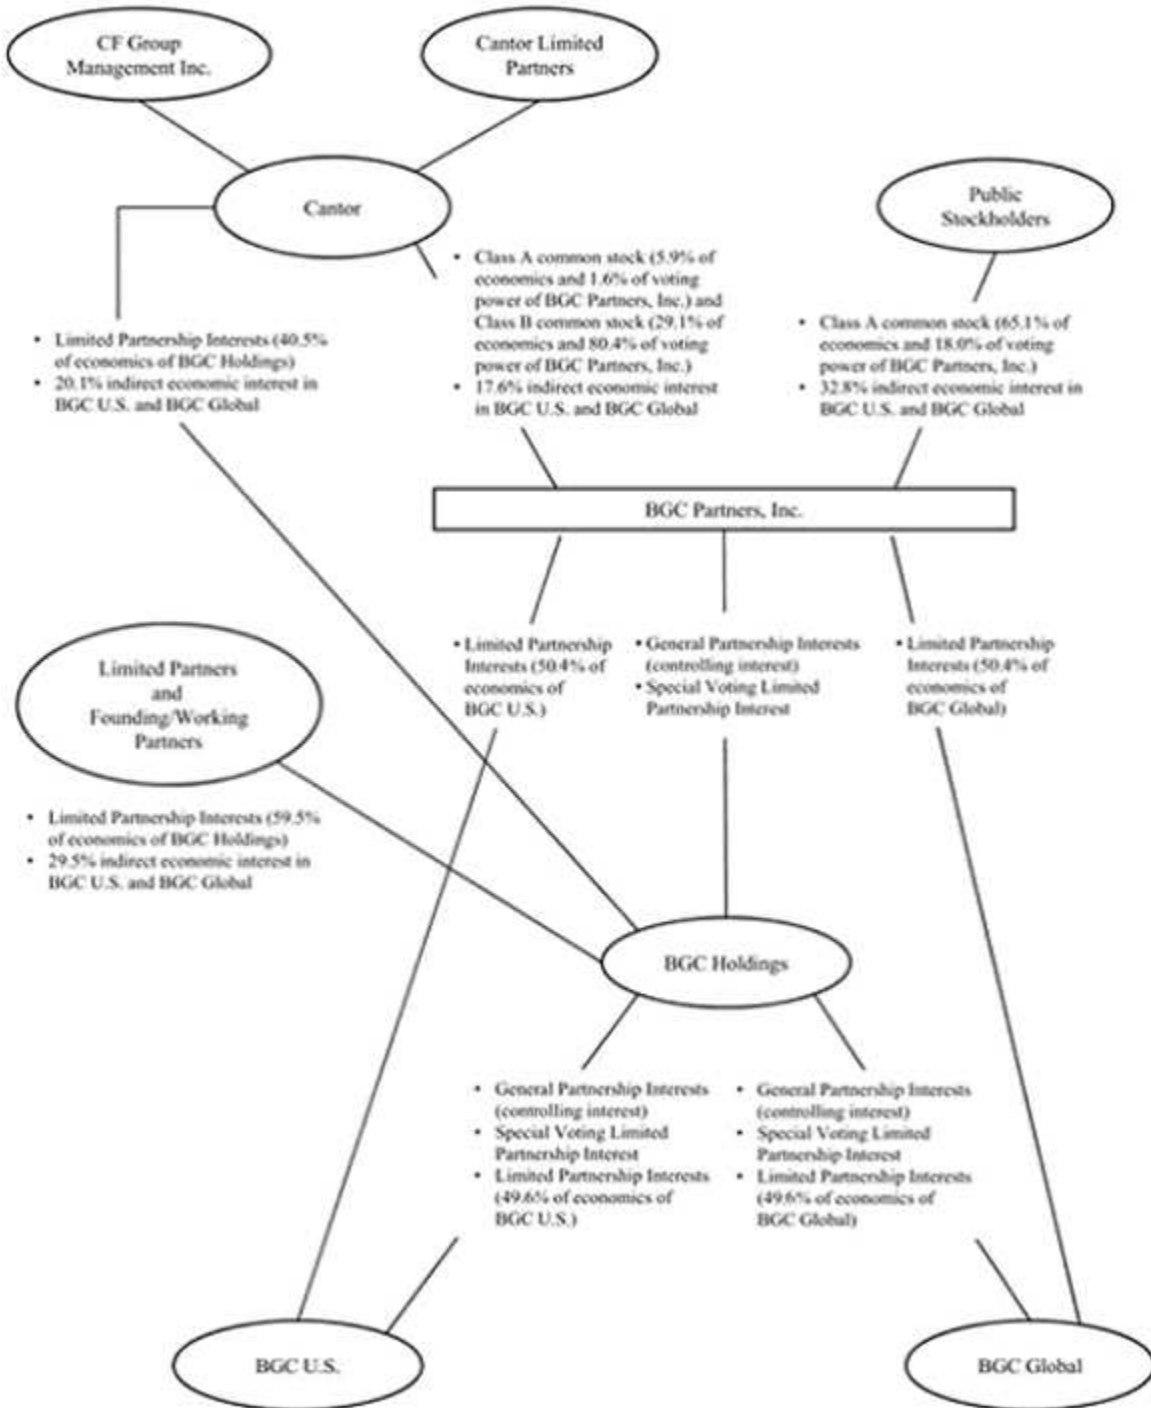 CF Group
Management Inc.
Cantor Limited
Partners
Cantor
Public
Stockholders
• Class A common stock (5.9% of
economics and 1.6% of voting
power of BGC Partners, Inc.) and
Class B common stock (29.1% of
economics and 80.4% of voting
power of BGC Partners, Inc.)
• 17.6% indirect economic interest
in BGC U.S. and BGC Global
• Limited Partnership Interests (40.5%
of economics of BGC Holdings)
• 20.1% indirect economic interest in
BGC U.S. and BGC Global
• Class A common stock (65.1% of
economics and 18.0% of voting
power of BGC Partners, Inc.)
• 32.8% indirect economic interest in
BGC U.S. and BGC Global
BGC Partners, Inc.
• Limited Partnership
Interests (50.4% of
economics of
BGC U.S.)
• General Partnership Interests
(controlling interest)
• Special Voting Limited
Partnership Interest
• Limited Partnership
Interests (50.4% of
economics of
BGC Global)
Limited Partners
and
Founding/Working
Partners
• Limited Partnership Interests (59.5%
of economics of BGC Holdings)
• 29.5% indirect economic interest in
BGC U.S. and BGC Global
BGC Holdings
• General Partnership Interests
(controlling interest)
• Special Voting Limited
Partnership Interest
• Limited Partnership Interests
(49.6% of economics of
BGC U.S.)
• General Partnership Interests
(controlling interest)
• Special Voting Limited
Partnership Interest
• Limited Partnership Interests
(49.6% of economics of
BGC Global)
BGC U.S.
BGC Global